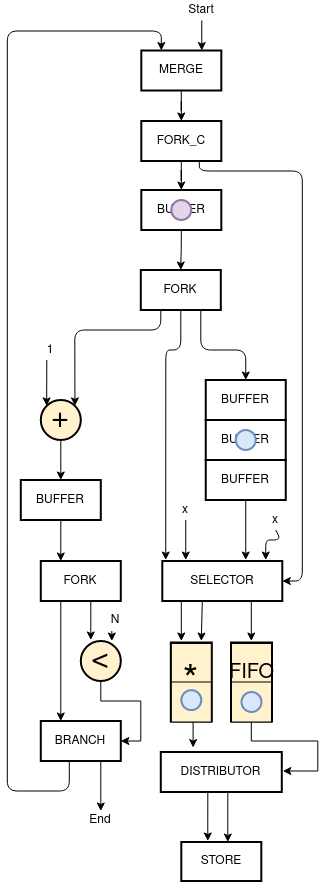 Start
MERGE
FORK_C
BUFFER
FORK
1
+
BUFFER
BUFFER
BUFFER
BUFFER
x
x
FORK
SELECTOR
N
<
*
FIFO
BRANCH
DISTRIBUTOR
End
STORE